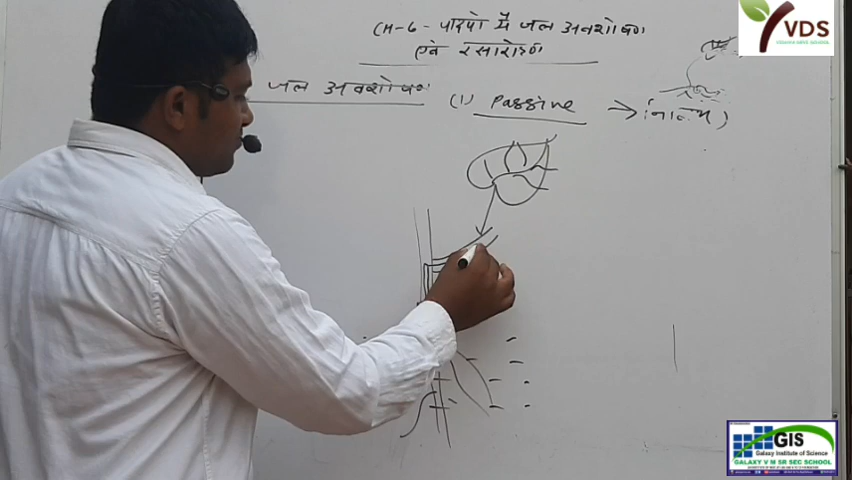 CH-6-पादपो में जल अवशोषण
एवं रसारोहण
जल अवशोषण
(1) Passive
VDS
GIS
Galaxy Institute of Science
GALAXY V M SR SEC SCHOOL